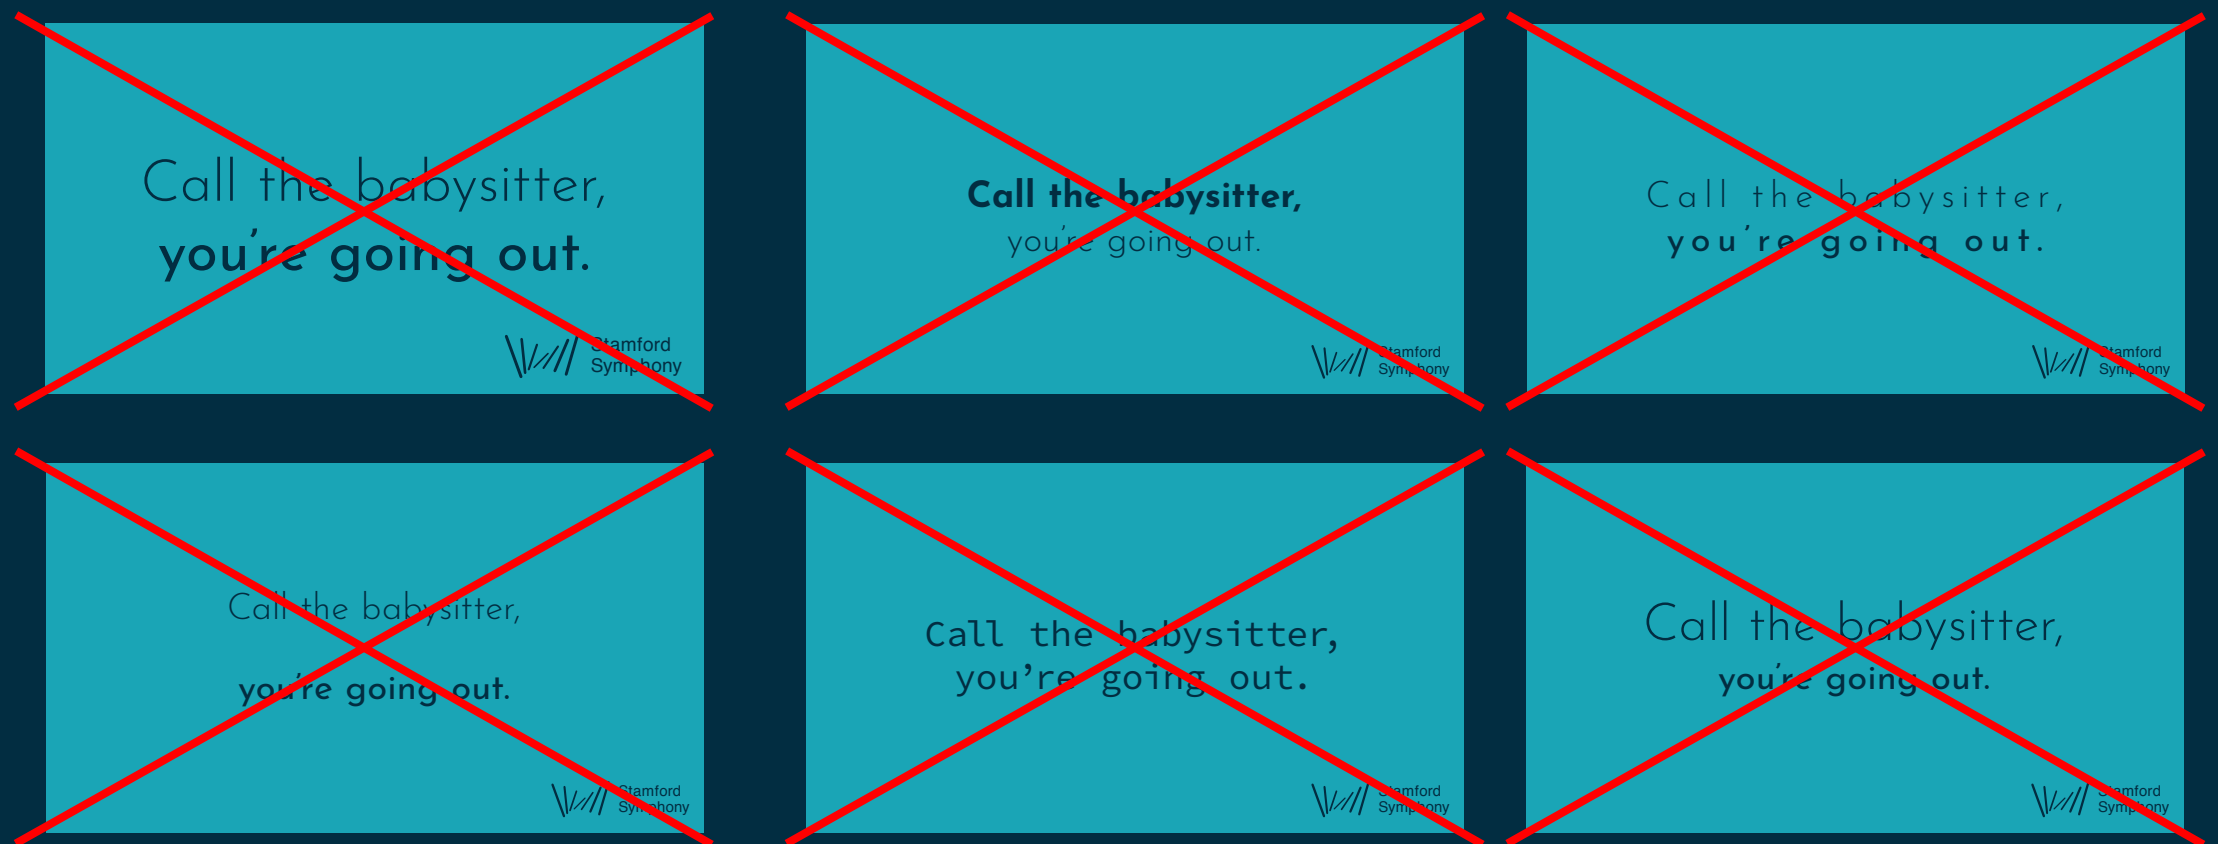 Call the babysitter,
you're going out.
Stamford
Symphony
Call the babysitter,
you're going out.
Stamford
Symphony
Call the babysitter,
you're going out.
Stamford
Symphony
Call the babysitter,
you're going out.
Stamford
Symphony
Call the babysitter,
you’re going out.
Stamford
Symphony
Call the babysitter,
you're going out.
Stamford
Symphony